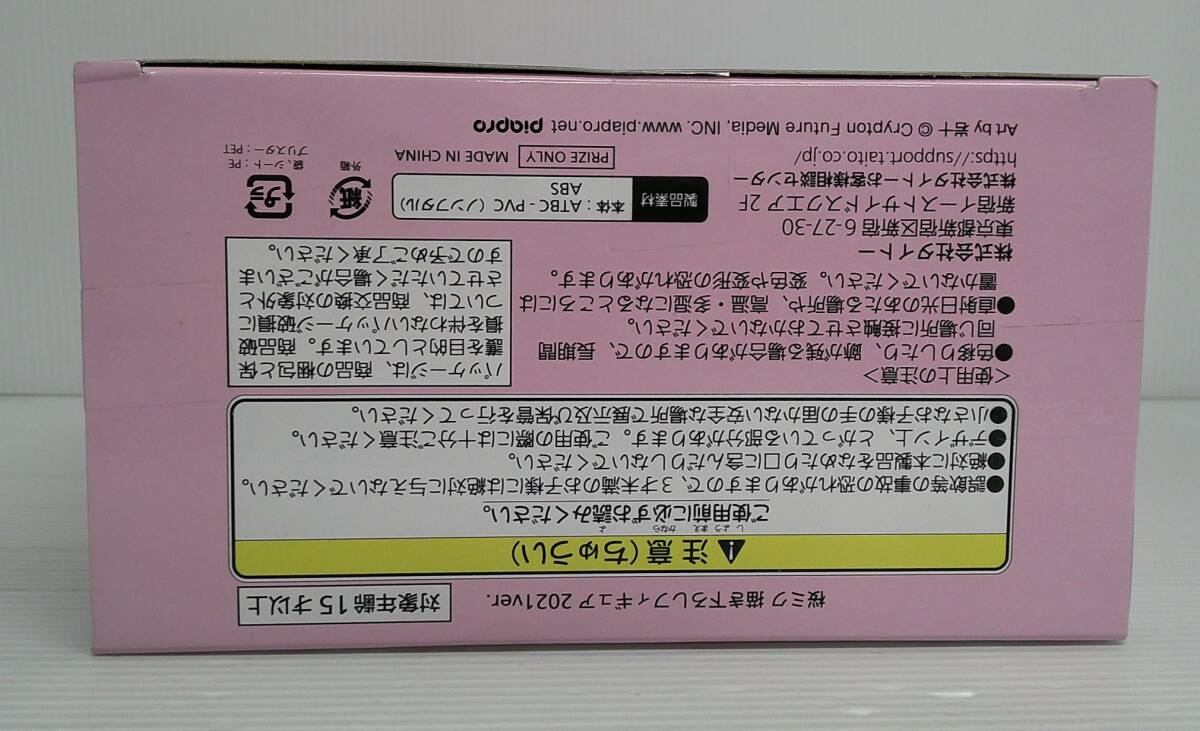 桜ミク 描き下ろしフィギュア 2021ver.
対象年齢 15才以上
注意(ちゅうい)
ご使用前に必ずお読みください。
●誤飲等の事故の恐れがありますので、3才未満のお子様には絶対に与えないでください。
●絶対に本製品をなめたり口に含んだりしないでください。
●デザイン上、とがっている部分があります。ご使用の際には十分ご注意ください。
●小さなお子様の手の届かない安全な場所で展示及び保管を行ってください。
<使用上の注意>
●色移りしたり、跡が残る場合がありますので、長期間
同じ場所に接触させておかないでください。
●直射日光のあたる場所や、高温・多湿になるところには
置かないでください。変色や変形の恐れがあります。
パッケージは、商品の梱包と保
護を目的としています。商品破
損を伴わないパッケージ破損に
ついては、商品交換の対象外と
させていただく場合がございま
すので予めご了承ください。
株式会社タイトー
東京都新宿区新宿 6-27-30
新宿イーストサイドスクエア 2F
株式会社タイトーお客様相談センター
https://support.taito.co.jp/
製品素材
本体:ATBC-PVC(ノンフタル)
ABS
PRIZE ONLY MADE IN CHINA
紙
外箱
プラ
袋、シート:PE
ブリスター:PET
Art by 岩十 © Crypton Future Media, INC. www.piapro.net piapro